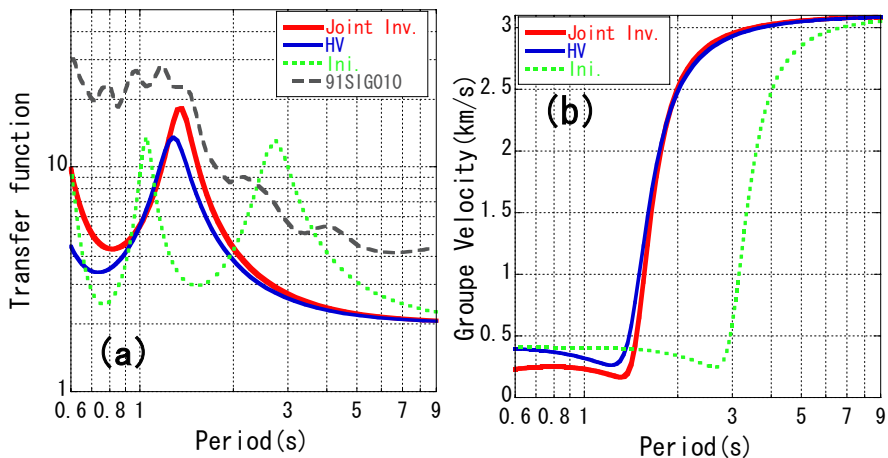 Joint Inv.
HV
Ini.
91SIG010
Transfer function
10
1
(a)
0.6 0.8 1 3 5 7 9
Period(s)
Joint Inv.
HV
Ini.
(b)
Groupe Velocity(km/s)
3
2.5
2
1.5
1
0.5
0
0.6 0.8 1 3 5 7 9
Period(s)